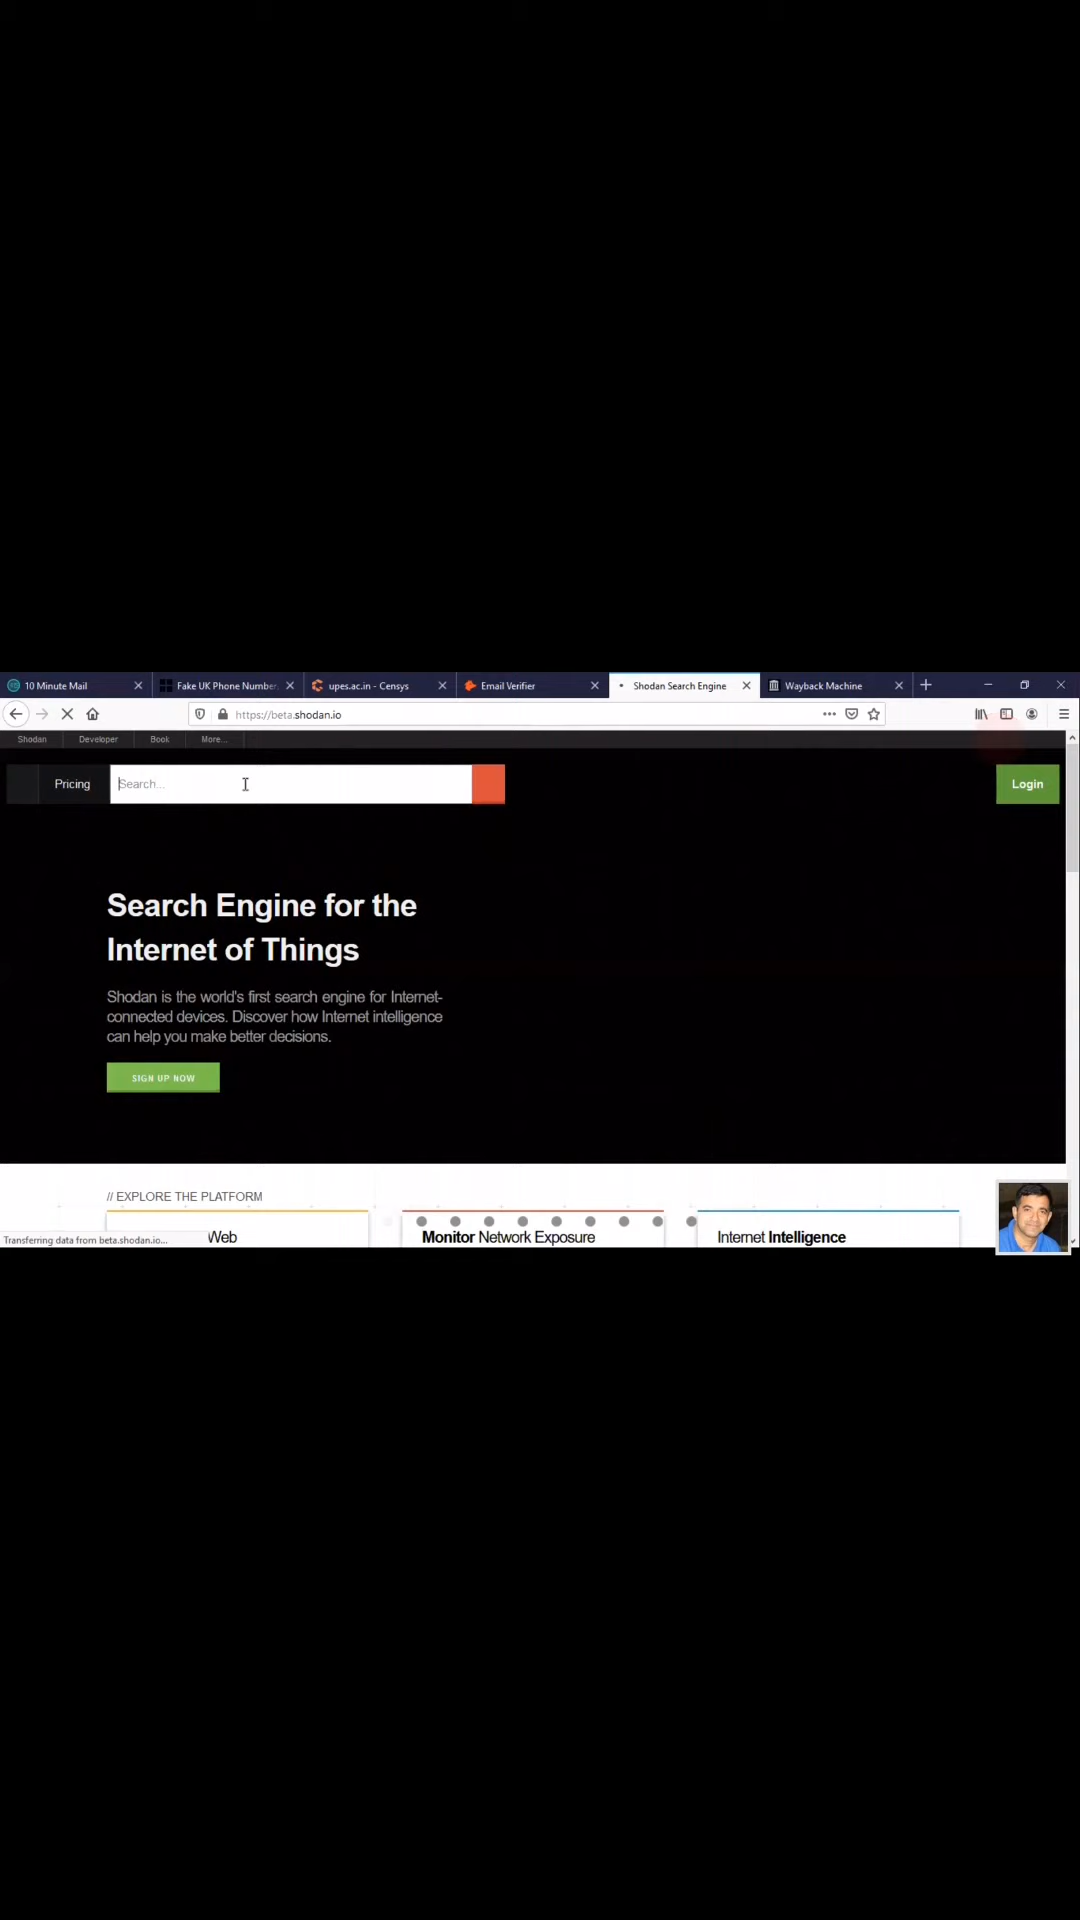 10 Minute Mail
Fake UK Phone Number
upes.ac.in - Censys
Email Verifier
Shodan Search Engine
Wayback Machine
https://beta.shodan.io
Shodan
Developer
Book
More...
Pricing
Search...
Login
Search Engine for the
Internet of Things
Shodan is the world's first search engine for Internet-
connected devices. Discover how Internet intelligence
can help you make better decisions.
SIGN UP NOW
// EXPLORE THE PLATFORM
Web
Monitor Network Exposure
Internet Intelligence
Transferring data from beta.shodan.io...